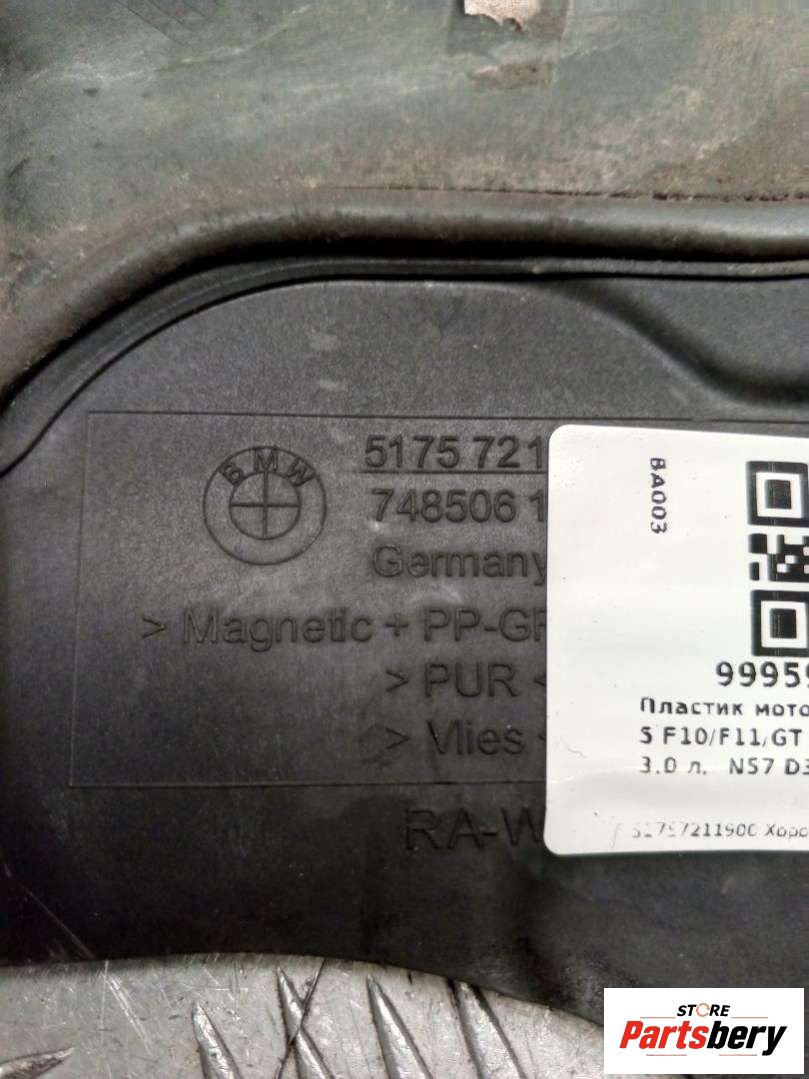 BMW
5175 721
748506 1
Germany
> Magnetic + PP-GF
> PUR <
> Vlies <
RA-W
BA003
9995
Пластик мото
5 F10/F11/GT
3.0 л. N57 D3
51757211900 Хоро
STORE
Partsbery